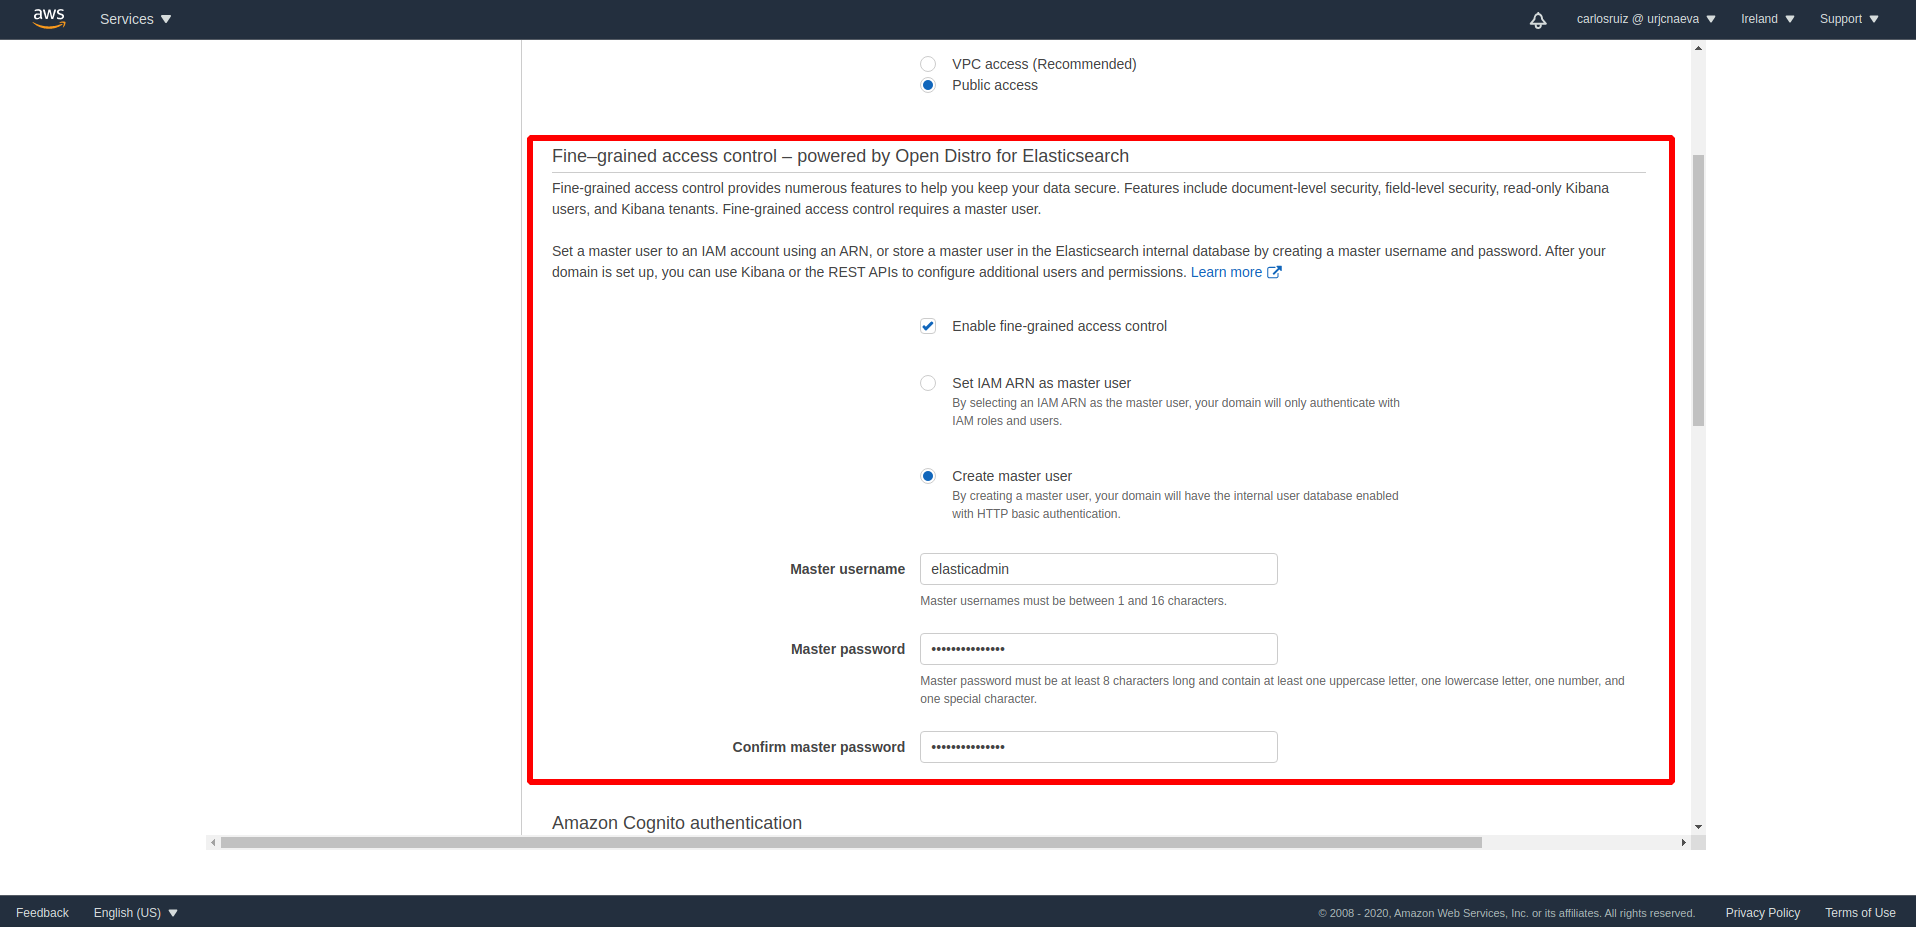 aws Services carlosruiz @ urjcnaeva Ireland Support
VPC access (Recommended)
Public access
Fine–grained access control – powered by Open Distro for Elasticsearch
Fine-grained access control provides numerous features to help you keep your data secure. Features include document-level security, field-level security, read-only Kibana
users, and Kibana tenants. Fine-grained access control requires a master user.
Set a master user to an IAM account using an ARN, or store a master user in the Elasticsearch internal database by creating a master username and password. After your
domain is set up, you can use Kibana or the REST APIs to configure additional users and permissions. Learn more
Enable fine-grained access control
Set IAM ARN as master user
By selecting an IAM ARN as the master user, your domain will only authenticate with
IAM roles and users.
Create master user
By creating a master user, your domain will have the internal user database enabled
with HTTP basic authentication.
Master username elasticadmin
Master usernames must be between 1 and 16 characters.
Master password •••••••••••••••
Master password must be at least 8 characters long and contain at least one uppercase letter, one lowercase letter, one number, and
one special character.
Confirm master password •••••••••••••••
Amazon Cognito authentication
Feedback English (US) © 2008 - 2020, Amazon Web Services, Inc. or its affiliates. All rights reserved. Privacy Policy Terms of Use